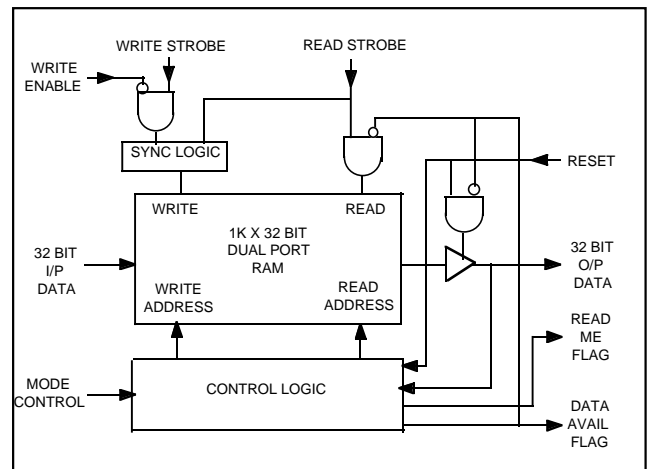 WRITE STROBE
READ STROBE
WRITE
ENABLE
SYNC LOGIC
RESET
WRITE
READ
1K X 32 BIT
DUAL PORT
RAM
32 BIT
I/P
DATA
32 BIT
O/P
DATA
WRITE
ADDRESS
READ
ADDRESS
READ
ME
FLAG
MODE
CONTROL
CONTROL LOGIC
DATA
AVAIL
FLAG